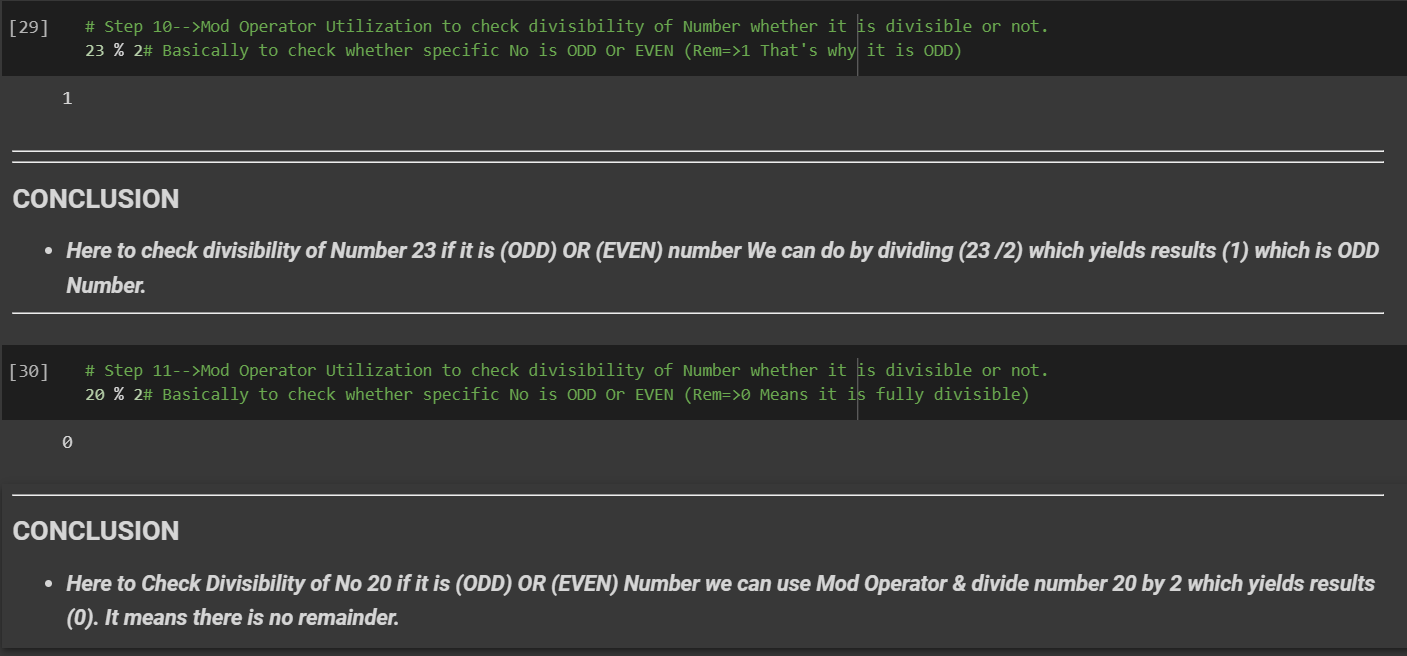 [29] # Step 10-->Mod Operator Utilization to check divisibility of Number whether it is divisible or not.
23 % 2# Basically to check whether specific No is ODD Or EVEN (Rem=>1 That's why it is ODD)
1
CONCLUSION
• Here to check divisibility of Number 23 if it is (ODD) OR (EVEN) number We can do by dividing (23 /2) which yields results (1) which is ODD
Number.
[30] # Step 11-->Mod Operator Utilization to check divisibility of Number whether it is divisible or not.
20 % 2# Basically to check whether specific No is ODD Or EVEN (Rem=>0 Means it is fully divisible)
0
CONCLUSION
• Here to Check Divisibility of No 20 if it is (ODD) OR (EVEN) Number we can use Mod Operator & divide number 20 by 2 which yields results
(0). It means there is no remainder.